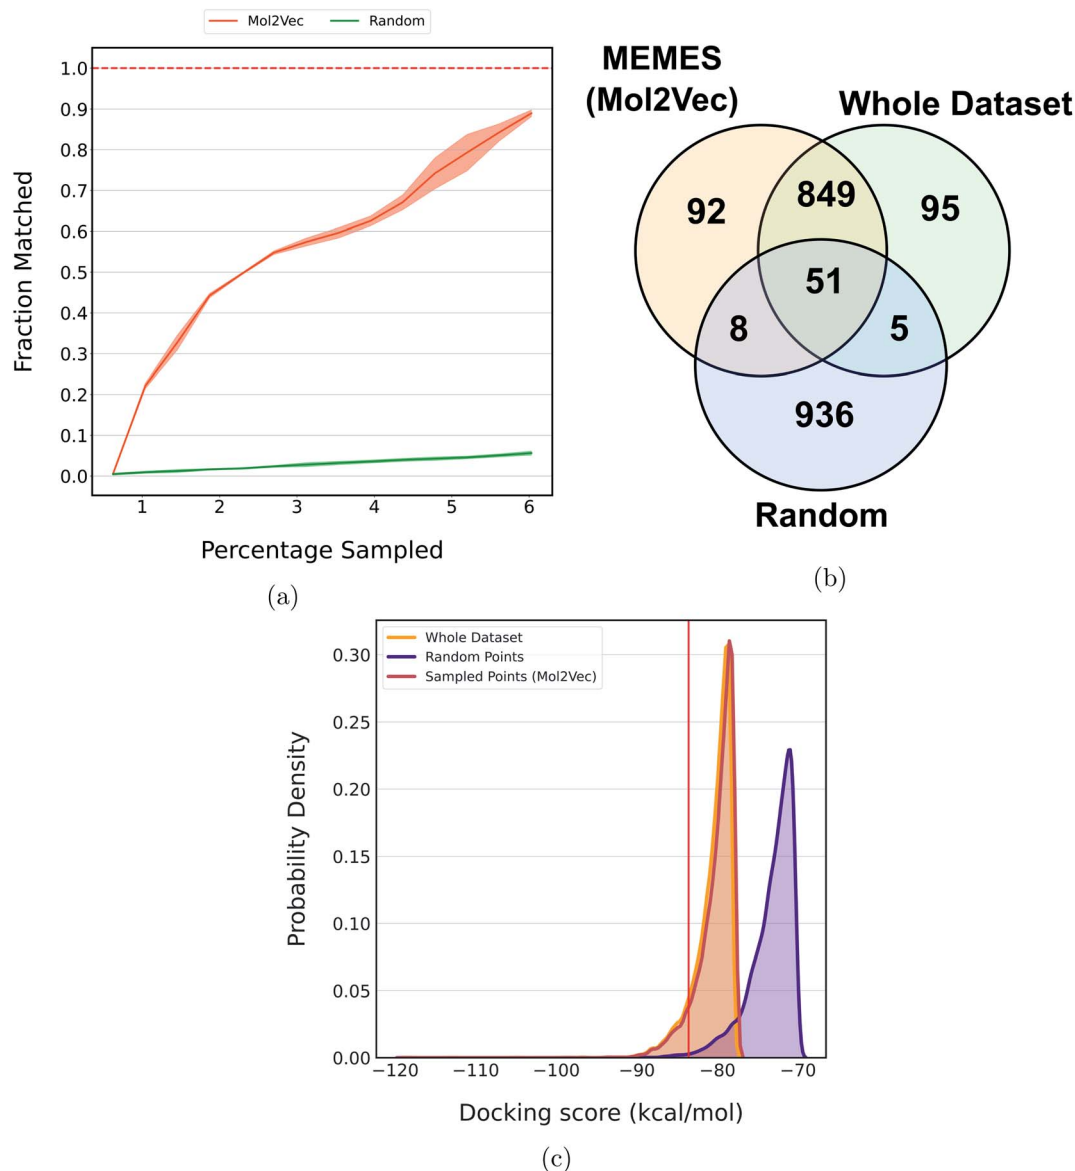 Mol2Vec Random
1.0
0.9
0.8
0.7
0.6
0.5
0.4
0.3
0.2
0.1
0.0
Fraction Matched
1 2 3 4 5 6
Percentage Sampled
(a)
MEMES
(Mol2Vec)
Whole Dataset
92 849 95
51
8 5
936
Random
(b)
Whole Dataset
Random Points
Sampled Points (Mol2Vec)
0.30
0.25
0.20
0.15
0.10
0.05
0.00
Probability Density
−120 −110 −100 −90 −80 −70
Docking score (kcal/mol)
(c)